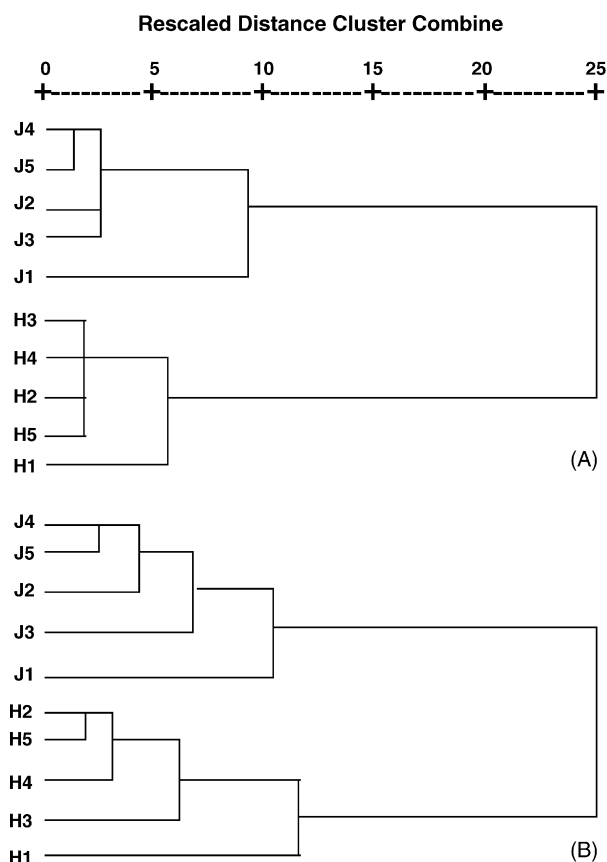 Rescaled Distance Cluster Combine
0 5 10 15 20 25
J4
J5
J2
J3
J1
H3
H4
H2
H5
H1
(A)
J4
J5
J2
J3
J1
H2
H5
H4
H3
H1
(B)